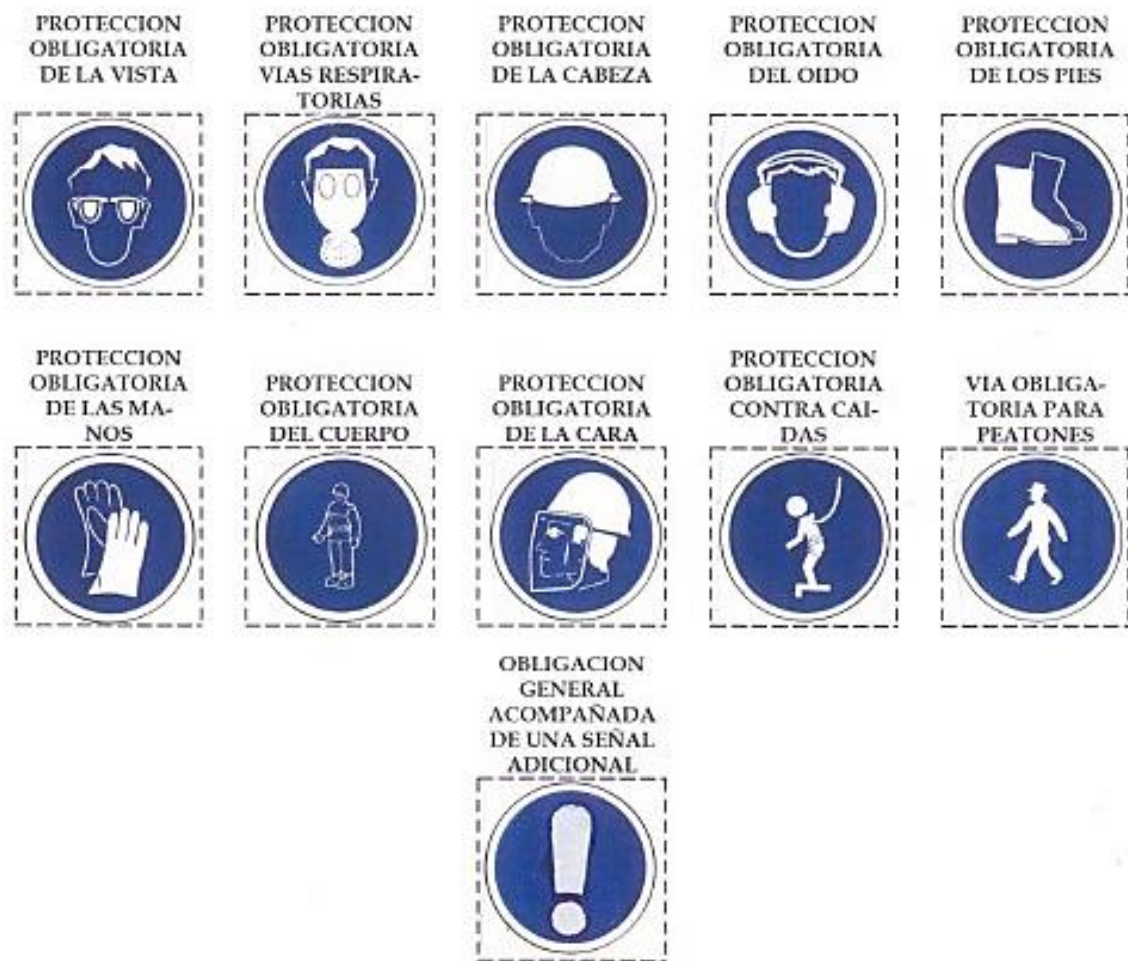 PROTECCION
OBLIGATORIA
DE LA VISTA
PROTECCION
OBLIGATORIA
VIAS RESPIRA-
TORIAS
PROTECCION
OBLIGATORIA
DE LA CABEZA
PROTECCION
OBLIGATORIA
DEL OIDO
PROTECCION
OBLIGATORIA
DE LOS PIES
PROTECCION
OBLIGATORIA
DE LAS MA-
NOS
PROTECCION
OBLIGATORIA
DEL CUERPO
PROTECCION
OBLIGATORIA
DE LA CARA
PROTECCION
OBLIGATORIA
CONTRA CAI-
DAS
VIA OBLIGA-
TORIA PARA
PEATONES
OBLIGACION
GENERAL
ACOMPAÑADA
DE UNA SEÑAL
ADICIONAL